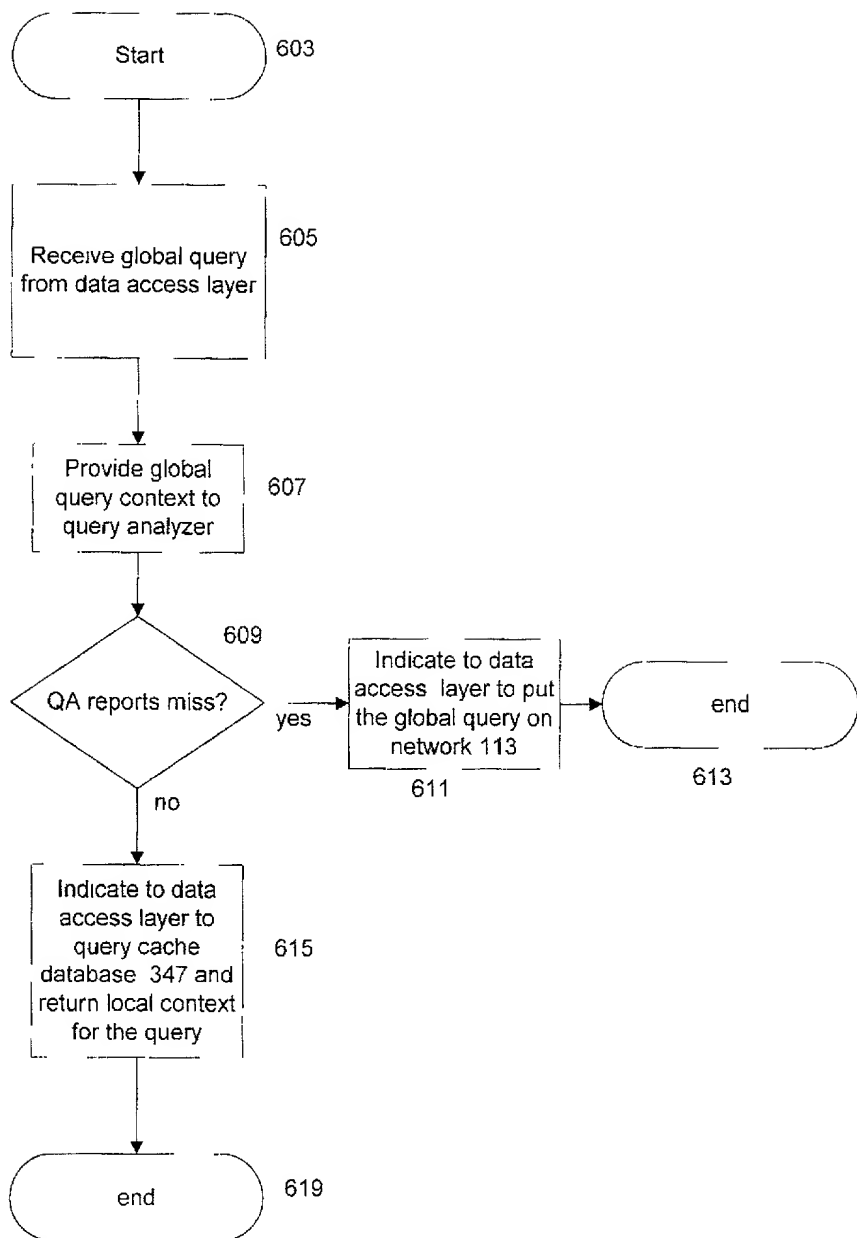 Start
603
Receive global query
from data access layer
605
Provide global
query context to
query analyzer
607
609
QA reports miss?
yes
no
Indicate to data
access layer to put
the global query on
network 113
611
end
613
Indicate to data
access layer to
query cache
database 347 and
return local context
for the query
615
end
619